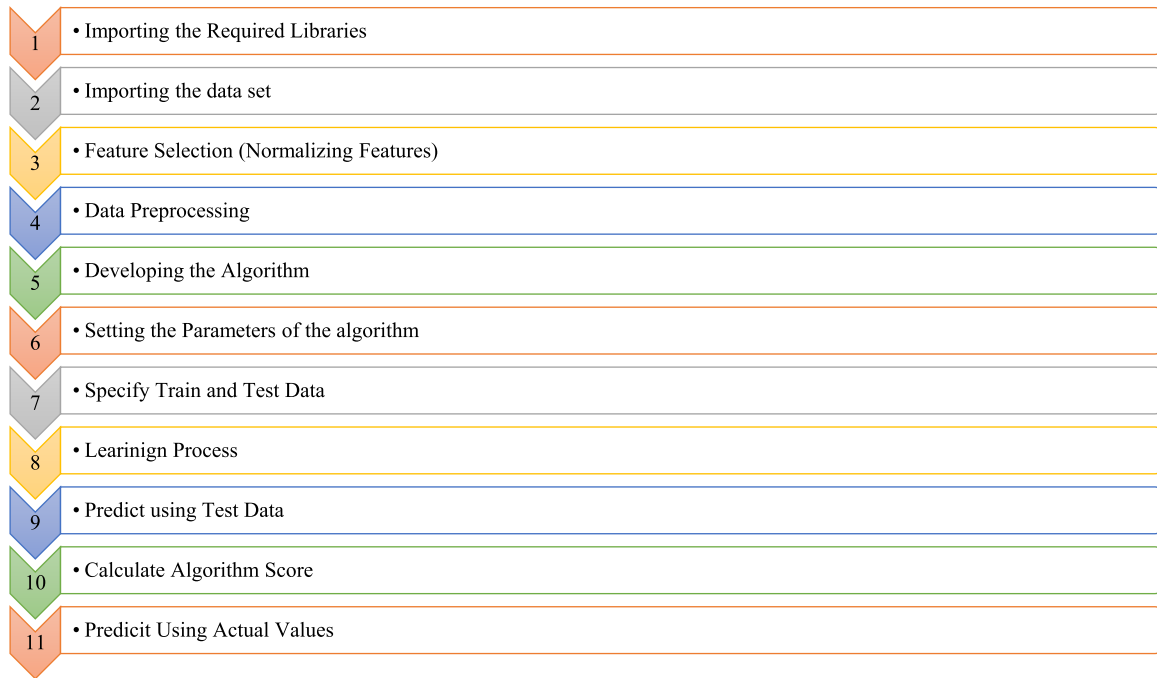 1 • Importing the Required Libraries
2 • Importing the data set
3 • Feature Selection (Normalizing Features)
4 • Data Preprocessing
5 • Developing the Algorithm
6 • Setting the Parameters of the algorithm
7 • Specify Train and Test Data
8 • Learinign Process
9 • Predict using Test Data
10 • Calculate Algorithm Score
11 • Predicit Using Actual Values